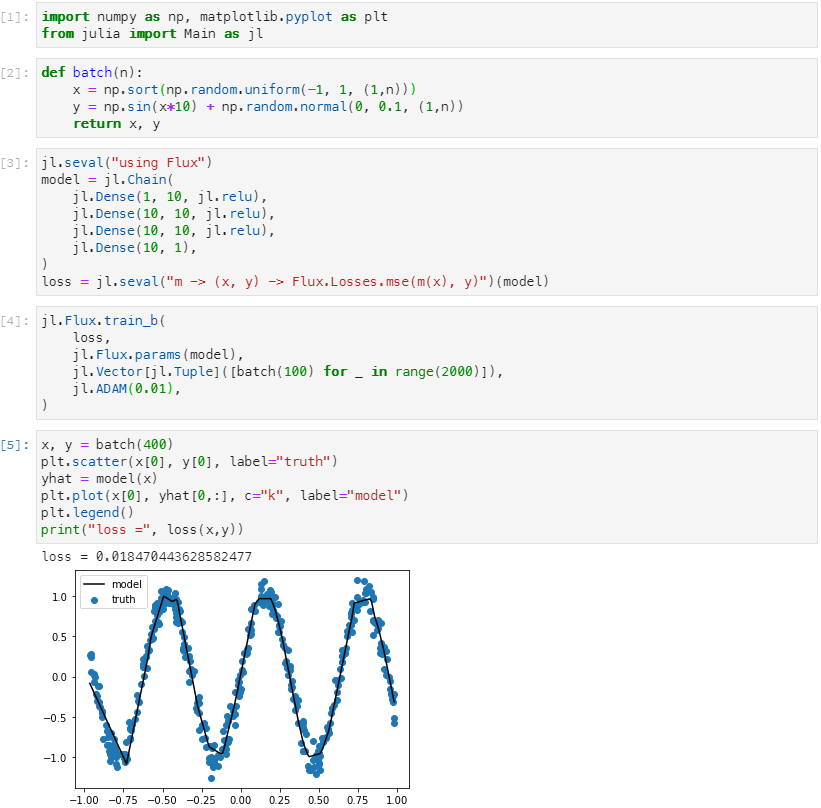 [1]: import numpy as np, matplotlib.pyplot as plt
from julia import Main as jl
[2]: def batch(n):
    x = np.sort(np.random.uniform(-1, 1, (1,n)))
    y = np.sin(x*10) + np.random.normal(0, 0.1, (1,n))
    return x, y
[3]: jl.seval("using Flux")
model = jl.Chain(
    jl.Dense(1, 10, jl.relu),
    jl.Dense(10, 10, jl.relu),
    jl.Dense(10, 10, jl.relu),
    jl.Dense(10, 1),
)
loss = jl.seval("m -> (x, y) -> Flux.Losses.mse(m(x), y)")(model)
[4]: jl.Flux.train_b(
    loss,
    jl.Flux.params(model),
    jl.Vector[jl.Tuple]([batch(100) for _ in range(2000)]),
    jl.ADAM(0.01),
)
[5]: x, y = batch(400)
plt.scatter(x[0], y[0], label="truth")
yhat = model(x)
plt.plot(x[0], yhat[0,:], c="k", label="model")
plt.legend()
print("loss =", loss(x,y))
loss = 0.018470443628582477
model
truth
1.0
0.5
0.0
−0.5
−1.0
−1.00 −0.75 −0.50 −0.25 0.00 0.25 0.50 0.75 1.00